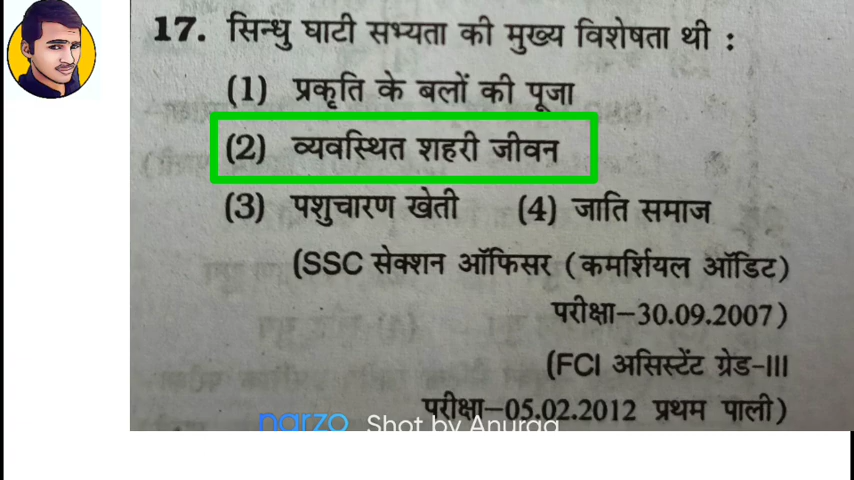 17. सिन्धु घाटी सभ्यता की मुख्य विशेषता थी :
(1) प्रकृति के बलों की पूजा
(2) व्यवस्थित शहरी जीवन
(3) पशुचारण खेती (4) जाति समाज
(SSC सेक्शन ऑफिसर (कमर्शियल ऑडिट)
परीक्षा–30.09.2007)
(FCI असिस्टेंट ग्रेड-III
परीक्षा–05.02.2012 प्रथम पाली)
narzo Shot by Anurag